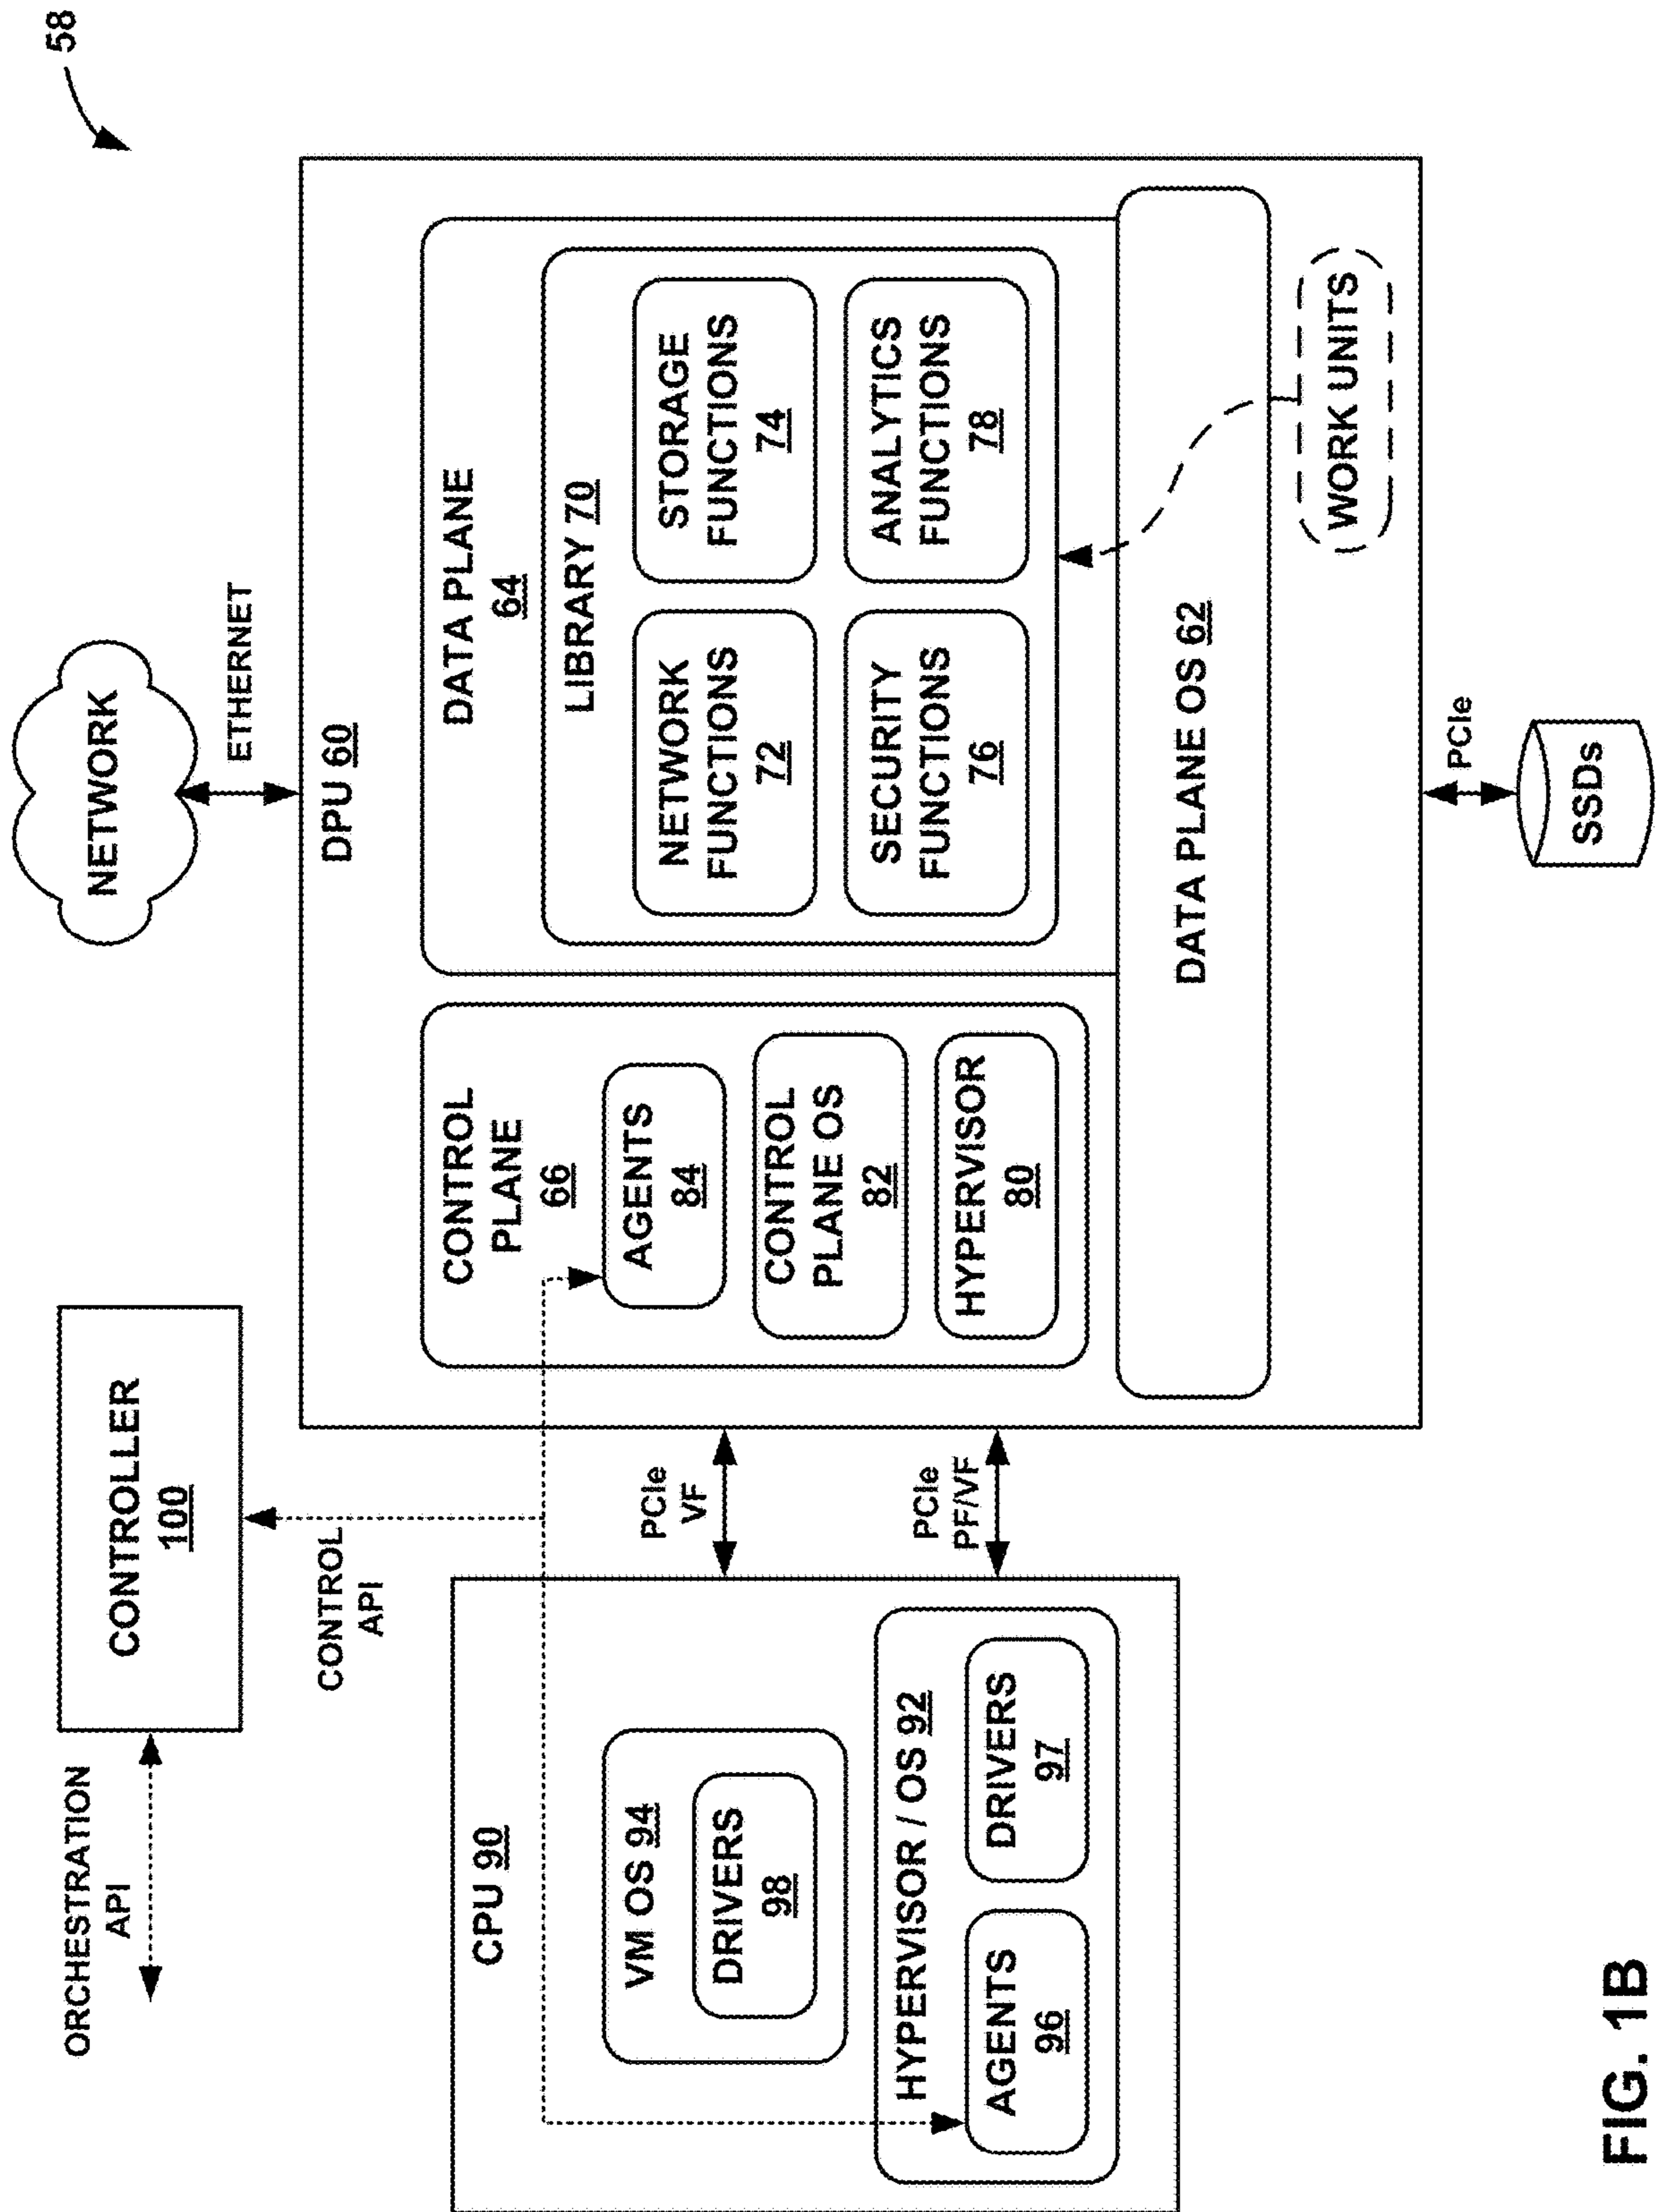 58
NETWORK
ETHERNET
ORCHESTRATION
API
CONTROLLER
100
CONTROL
API
DPU 60
CPU 90
VM OS 94
DRIVERS
98
HYPERVISOR / OS 92
AGENTS
96
DRIVERS
97
PCIe
VF
PCIe
PF/VF
CONTROL
PLANE
66
AGENTS
84
CONTROL
PLANE OS
82
HYPERVISOR
80
DATA PLANE
64
LIBRARY 70
NETWORK
FUNCTIONS
72
STORAGE
FUNCTIONS
74
SECURITY
FUNCTIONS
76
ANALYTICS
FUNCTIONS
78
DATA PLANE OS 62
WORK UNITS
PCIe
SSDs
FIG. 1B